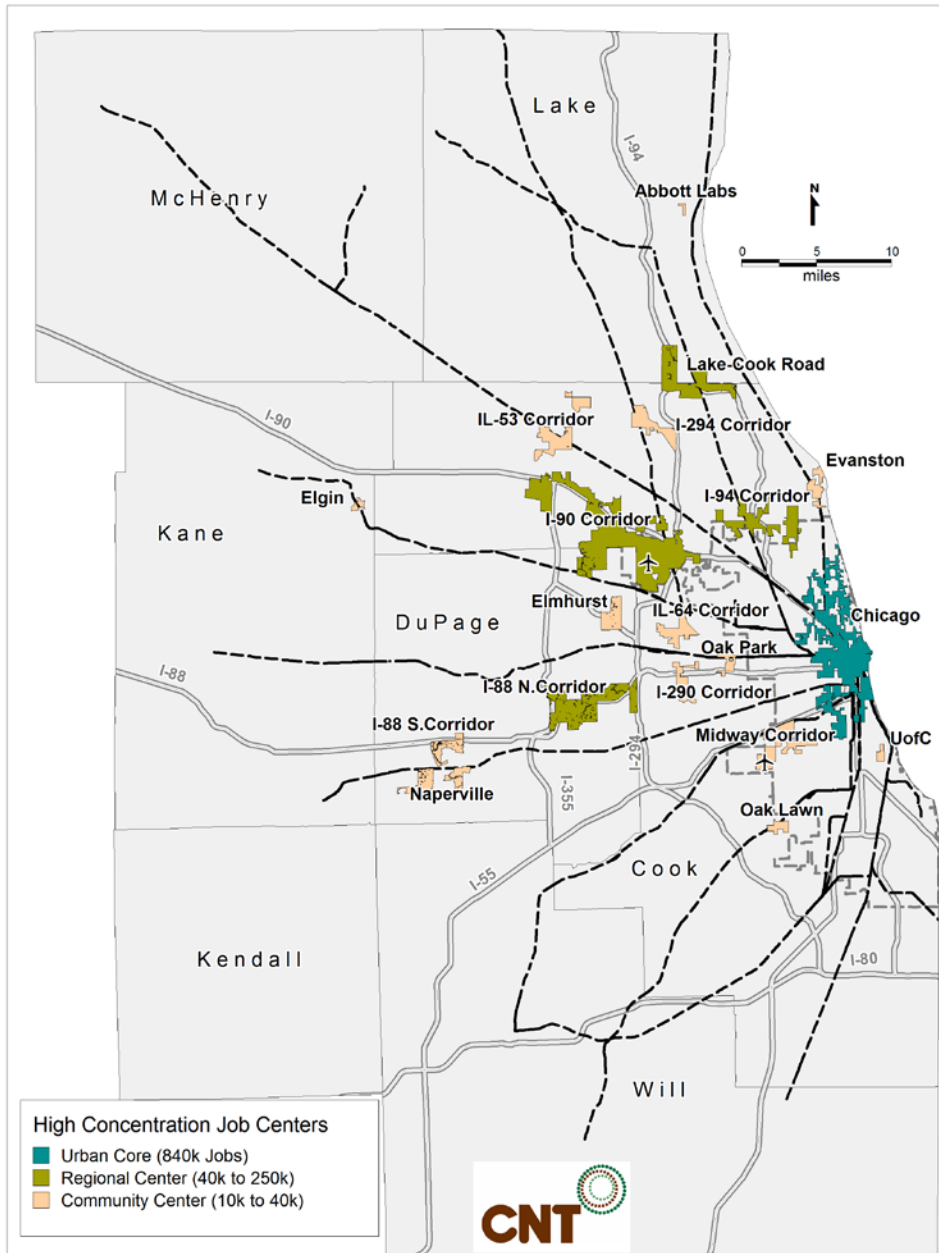 Lake
I-94
McHenry
Abbott Labs
N
0 5 10
miles
Lake-Cook Road
I-90
IL-53 Corridor
I-294 Corridor
Evanston
Elgin
I-94 Corridor
I-90 Corridor
Kane
Elmhurst
IL-64 Corridor
Chicago
DuPage
Oak Park
I-88
I-88 N.Corridor
I-290 Corridor
I-88 S.Corridor
I-294
Midway Corridor
UofC
Naperville
I-355
Oak Lawn
Cook
I-55
Kendall
I-80
Will
High Concentration Job Centers
Urban Core (840k Jobs)
Regional Center (40k to 250k)
Community Center (10k to 40k)
CNT